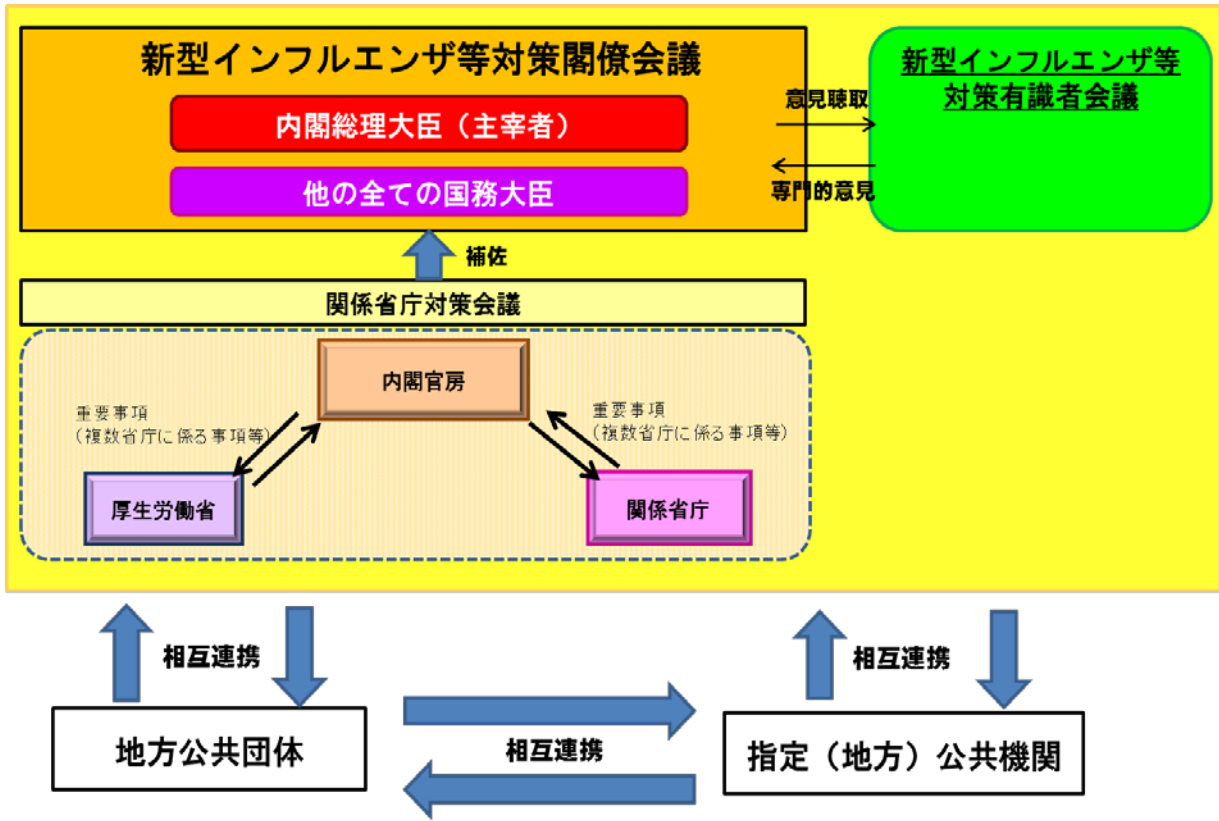 新型インフルエンザ等対策閣僚会議
内閣総理大臣（主宰者）
他の全ての国務大臣
意見聴取
専門的意見
新型インフルエンザ等
対策有識者会議
補佐
関係省庁対策会議
内閣官房
重要事項
（複数省庁に係る事項等）
重要事項
（複数省庁に係る事項等）
厚生労働省
関係省庁
相互連携
相互連携
地方公共団体
相互連携
指定（地方）公共機関